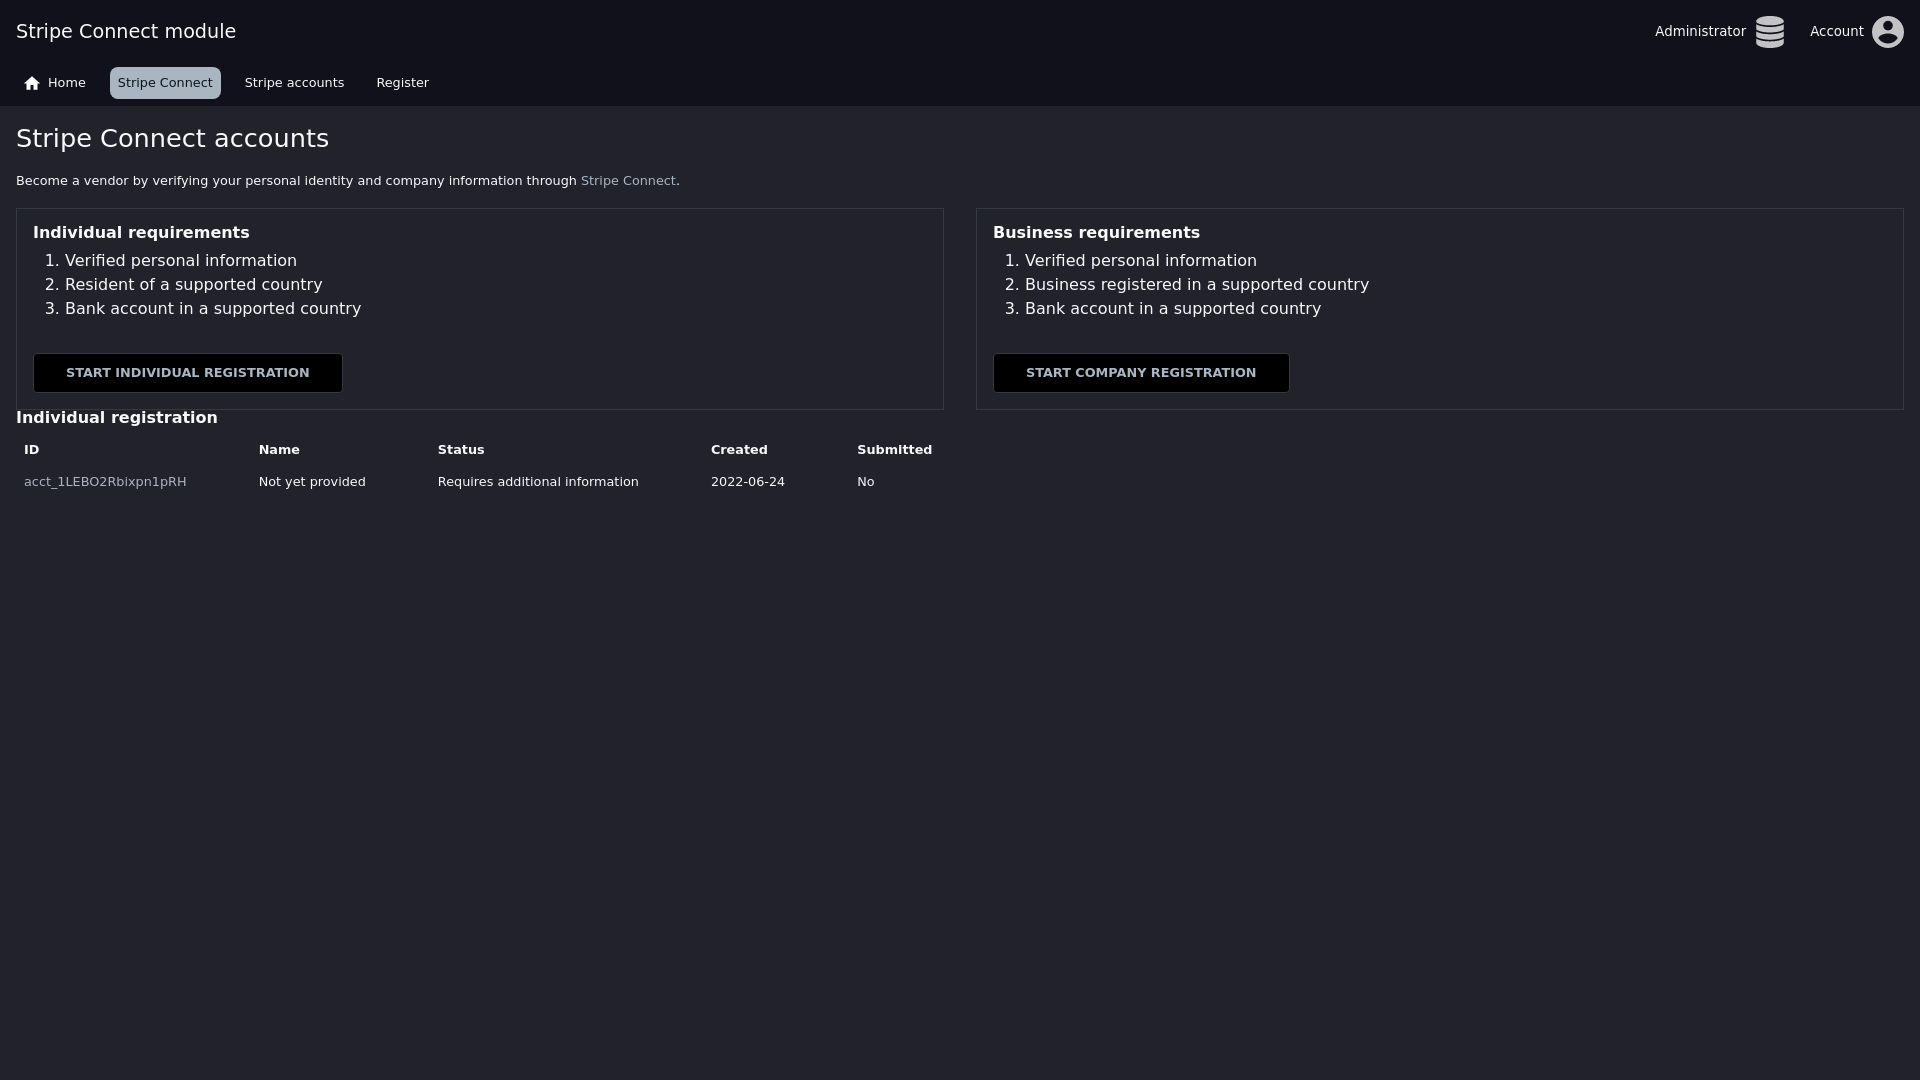 Stripe Connect module
Administrator
Account
Home
Stripe Connect
Stripe accounts
Register
Stripe Connect accounts
Become a vendor by verifying your personal identity and company information through Stripe Connect.
Individual requirements
1. Verified personal information
2. Resident of a supported country
3. Bank account in a supported country
START INDIVIDUAL REGISTRATION
Business requirements
1. Verified personal information
2. Business registered in a supported country
3. Bank account in a supported country
START COMPANY REGISTRATION
Individual registration
ID Name Status Created Submitted
acct_1LEBO2Rbixpn1pRH Not yet provided Requires additional information 2022-06-24 No